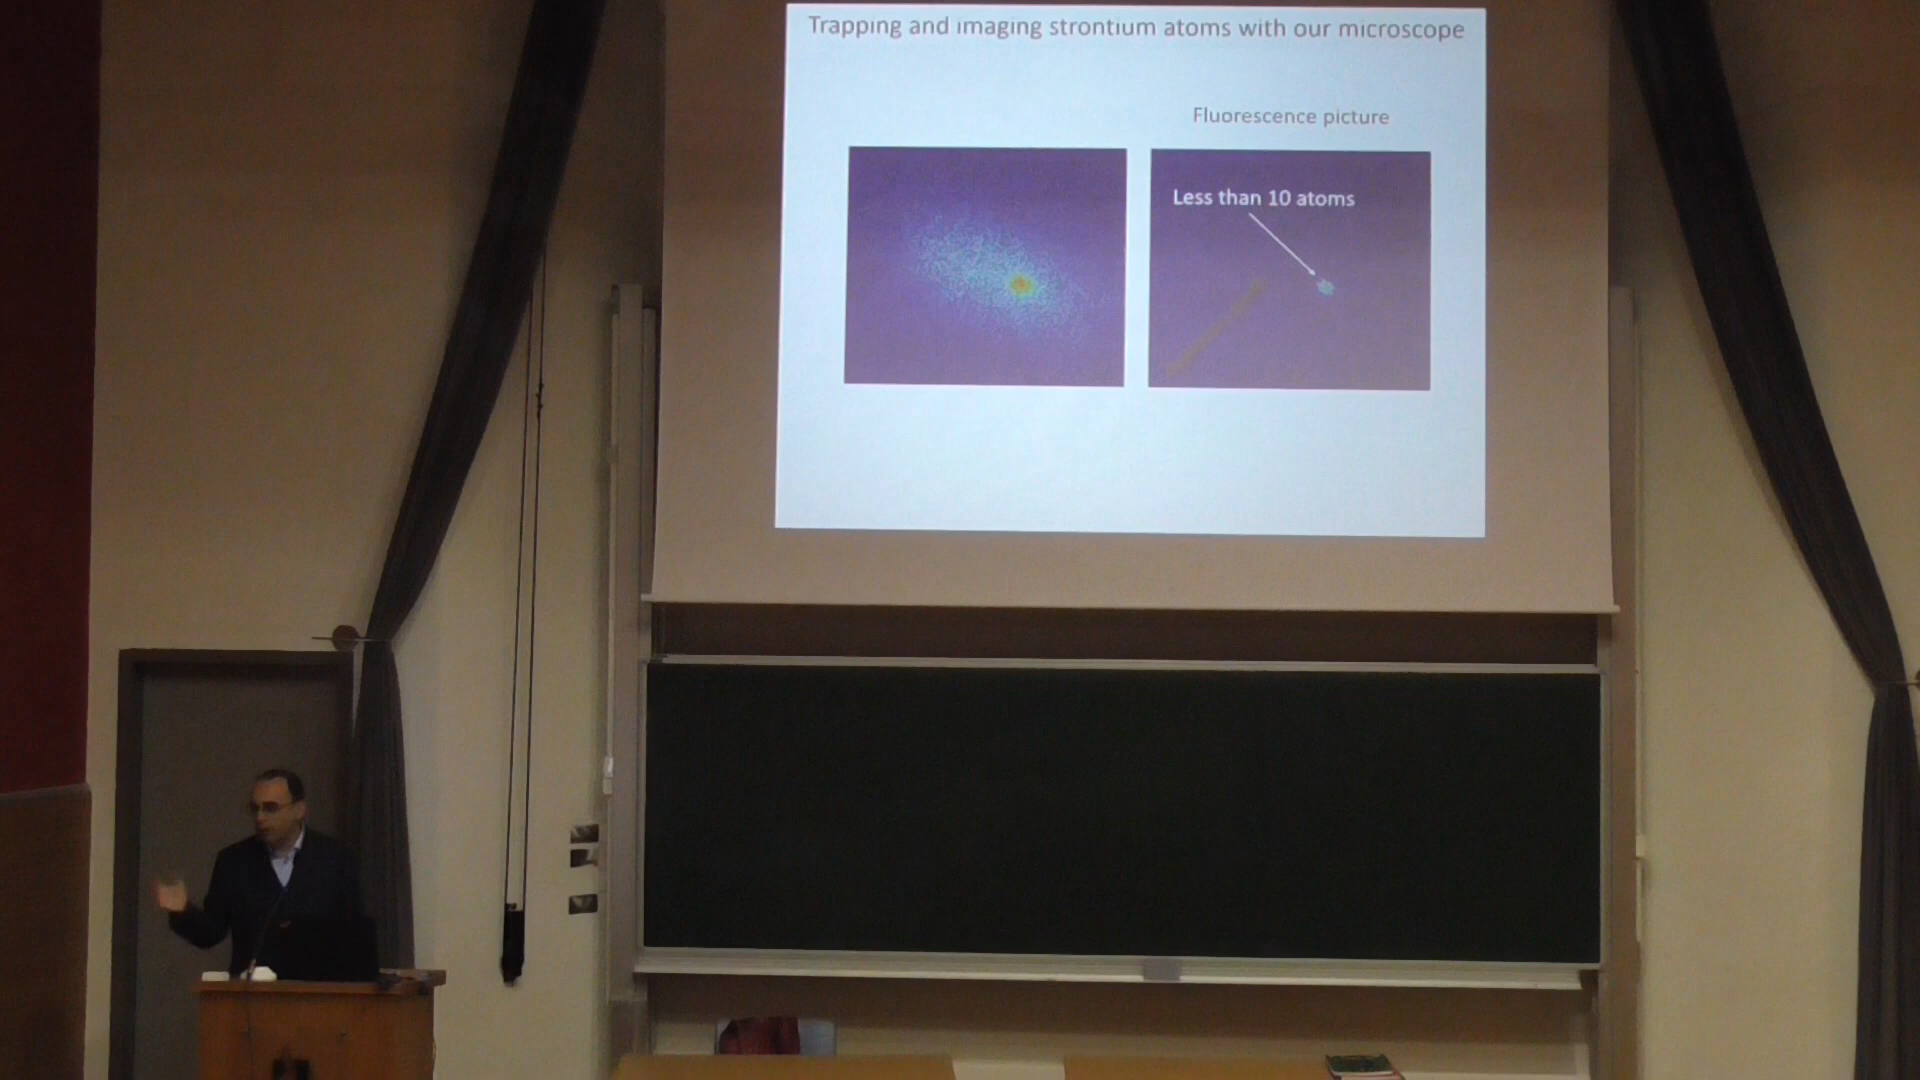 Trapping and imaging strontium atoms with our microscope
Fluorescence picture
Less than 10 atoms